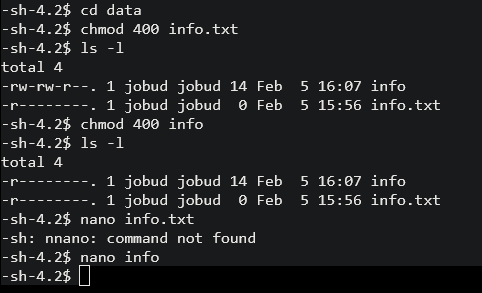 -sh-4.2$ cd data
-sh-4.2$ chmod 400 info.txt
-sh-4.2$ ls -l
total 4
-rw-rw-r--. 1 jobud jobud 14 Feb  5 16:07 info
-r--------. 1 jobud jobud  0 Feb  5 15:56 info.txt
-sh-4.2$ chmod 400 info
-sh-4.2$ ls -l
total 4
-r--------. 1 jobud jobud 14 Feb  5 16:07 info
-r--------. 1 jobud jobud  0 Feb  5 15:56 info.txt
-sh-4.2$ nano info.txt
-sh: nnano: command not found
-sh-4.2$ nano info
-sh-4.2$